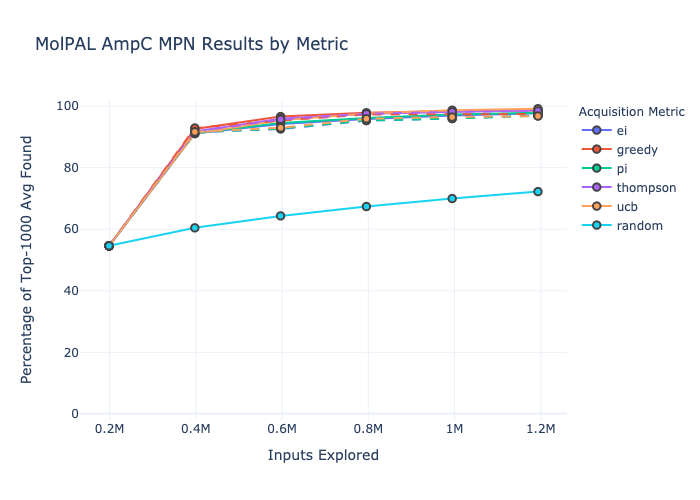 MolPAL AmpC MPN Results by Metric
Percentage of Top-1000 Avg Found
100
80
60
40
20
0
0.2M
0.4M
0.6M
0.8M
1M
1.2M
Inputs Explored
Acquisition Metric
ei
greedy
pi
thompson
ucb
random